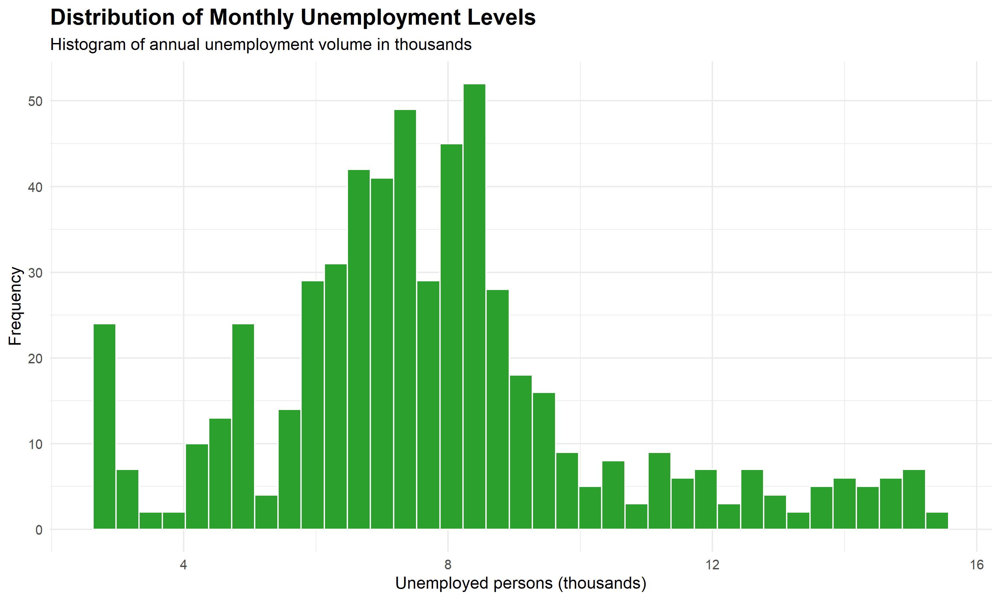 Distribution of Monthly Unemployment Levels
Histogram of annual unemployment volume in thousands
50
40
30
20
10
0
Frequency
4
8
12
16
Unemployed persons (thousands)